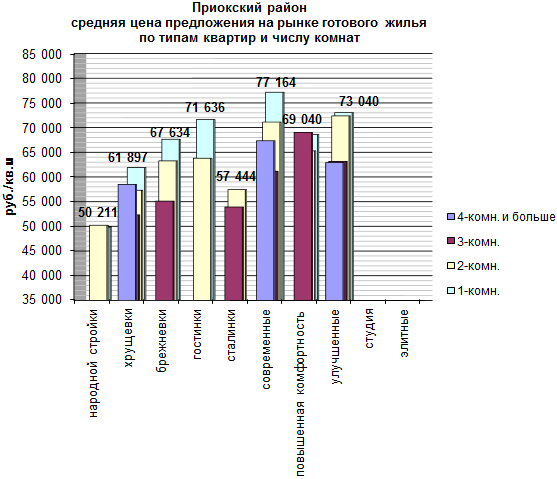 Приокский район
средняя цена предложения на рынке готового жилья
по типам квартир и числу комнат
руб./кв.м
85 000
80 000
75 000
70 000
65 000
60 000
55 000
50 000
45 000
40 000
35 000
50 211
61 897
67 634
71 636
57 444
77 164
69 040
73 040
народной стройки
хрущевки
брежневки
гостинки
сталинки
современные
повышенная комфортность
улучшенные
студия
элитные
4-комн. и больше
3-комн.
2-комн.
1-комн.